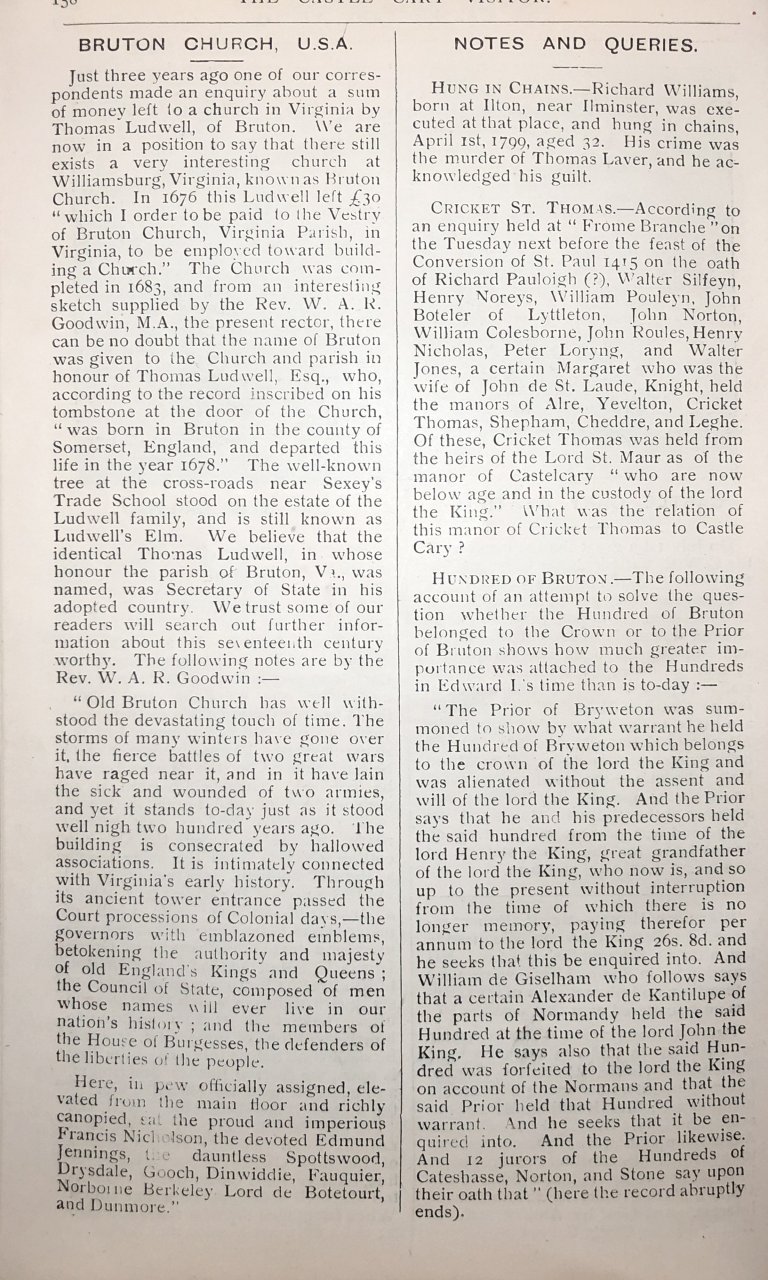 138 THE CASTLE CARY VISITOR.
BRUTON CHURCH, U.S.A.
Just three years ago one of our corres-
pondents made an enquiry about a sum
of money left to a church in Virginia by
Thomas Ludwell, of Bruton. We are
now in a position to say that there still
exists a very interesting church at
Williamsburg, Virginia, known as Bruton
Church. In 1676 this Ludwell left £30
“which I order to be paid to the Vestry
of Bruton Church, Virginia Parish, in
Virginia, to be employed toward build-
ing a Church.” The Church was com-
pleted in 1683, and from an interesting
sketch supplied by the Rev. W. A. R.
Goodwin, M.A., the present rector, there
can be no doubt that the name of Bruton
was given to the Church and parish in
honour of Thomas Ludwell, Esq., who,
according to the record inscribed on his
tombstone at the door of the Church,
“was born in Bruton in the county of
Somerset, England, and departed this
life in the year 1678.” The well-known
tree at the cross-roads near Sexey's
Trade School stood on the estate of the
Ludwell family, and is still known as
Ludwell's Elm. We believe that the
identical Thomas Ludwell, in whose
honour the parish of Bruton, Va., was
named, was Secretary of State in his
adopted country. We trust some of our
readers will search out further infor-
mation about this seventeenth century
worthy. The following notes are by the
Rev. W. A. R. Goodwin :—
“Old Bruton Church has well with-
stood the devastating touch of time. The
storms of many winters have gone over
it, the fierce battles of two great wars
have raged near it, and in it have lain
the sick and wounded of two armies,
and yet it stands to-day just as it stood
well nigh two hundred years ago. The
building is consecrated by hallowed
associations. It is intimately connected
with Virginia's early history. Through
its ancient tower entrance passed the
Court processions of Colonial days,—the
governors with emblazoned emblems,
betokening the authority and majesty
of old England's Kings and Queens ;
the Council of State, composed of men
whose names will ever live in our
nation's history ; and the members of
the House of Burgesses, the defenders of
the liberties of the people.
Here, in pew officially assigned, ele-
vated from the main floor and richly
canopied, sat the proud and imperious
Francis Nicholson, the devoted Edmund
Jennings, the dauntless Spottswood,
Drysdale, Gooch, Dinwiddie, Fauquier,
Norborne Berkeley Lord de Botetourt,
and Dunmore.”
NOTES AND QUERIES.
HUNG IN CHAINS.—Richard Williams,
born at Ilton, near Ilminster, was exe-
cuted at that place, and hung in chains,
April 1st, 1799, aged 32. His crime was
the murder of Thomas Laver, and he ac-
knowledged his guilt.
CRICKET ST. THOMAS.—According to
an enquiry held at “Frome Branche” on
the Tuesday next before the feast of the
Conversion of St. Paul 1415 on the oath
of Richard Pauloigh (?), Walter Silfeyn,
Henry Noreys, William Pouleyn, John
Boteler of Lyttleton, John Norton,
William Colesborne, John Roules, Henry
Nicholas, Peter Loryng, and Walter
Jones, a certain Margaret who was the
wife of John de St. Laude, Knight, held
the manors of Alre, Yevelton, Cricket
Thomas, Shepham, Cheddre, and Leghe.
Of these, Cricket Thomas was held from
the heirs of the Lord St. Maur as of the
manor of Castelcary “who are now
below age and in the custody of the lord
the King.” What was the relation of
this manor of Cricket Thomas to Castle
Cary ?
HUNDRED OF BRUTON.—The following
account of an attempt to solve the ques-
tion whether the Hundred of Bruton
belonged to the Crown or to the Prior
of Bruton shows how much greater im-
portance was attached to the Hundreds
in Edward I.'s time than is to-day :—
“The Prior of Bryweton was sum-
moned to show by what warrant he held
the Hundred of Bryweton which belongs
to the crown of the lord the King and
was alienated without the assent and
will of the lord the King. And the Prior
says that he and his predecessors held
the said hundred from the time of the
lord Henry the King, great grandfather
of the lord the King, who now is, and so
up to the present without interruption
from the time of which there is no
longer memory, paying therefor per
annum to the lord the King 26s. 8d. and
he seeks that this be enquired into. And
William de Giselham who follows says
that a certain Alexander de Kantilupe of
the parts of Normandy held the said
Hundred at the time of the lord John the
King. He says also that the said Hun-
dred was forfeited to the lord the King
on account of the Normans and that the
said Prior held that Hundred without
warrant. And he seeks that it be en-
quired into. And the Prior likewise.
And 12 jurors of the Hundreds of
Cateshasse, Norton, and Stone say upon
their oath that” (here the record abruptly
ends).